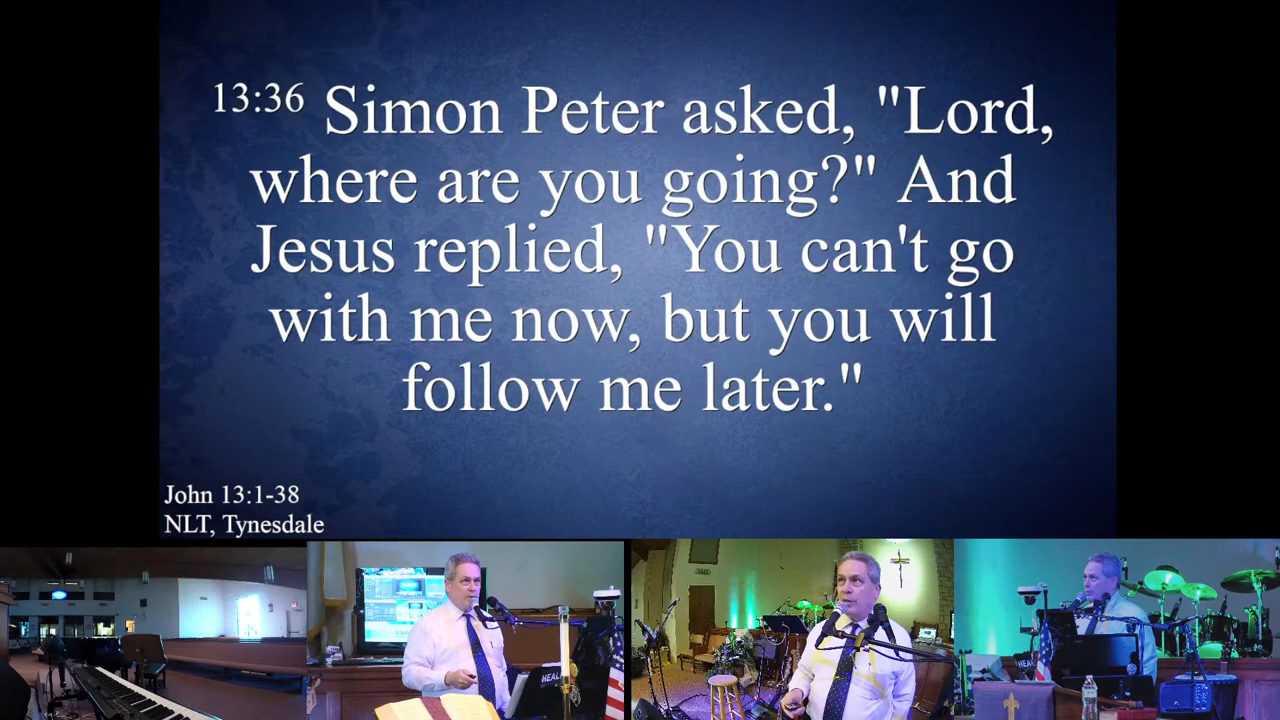 13:36 Simon Peter asked, "Lord,
where are you going?" And
Jesus replied, "You can't go
with me now, but you will
follow me later."
John 13:1-38
NLT, Tynesdale
HEAL